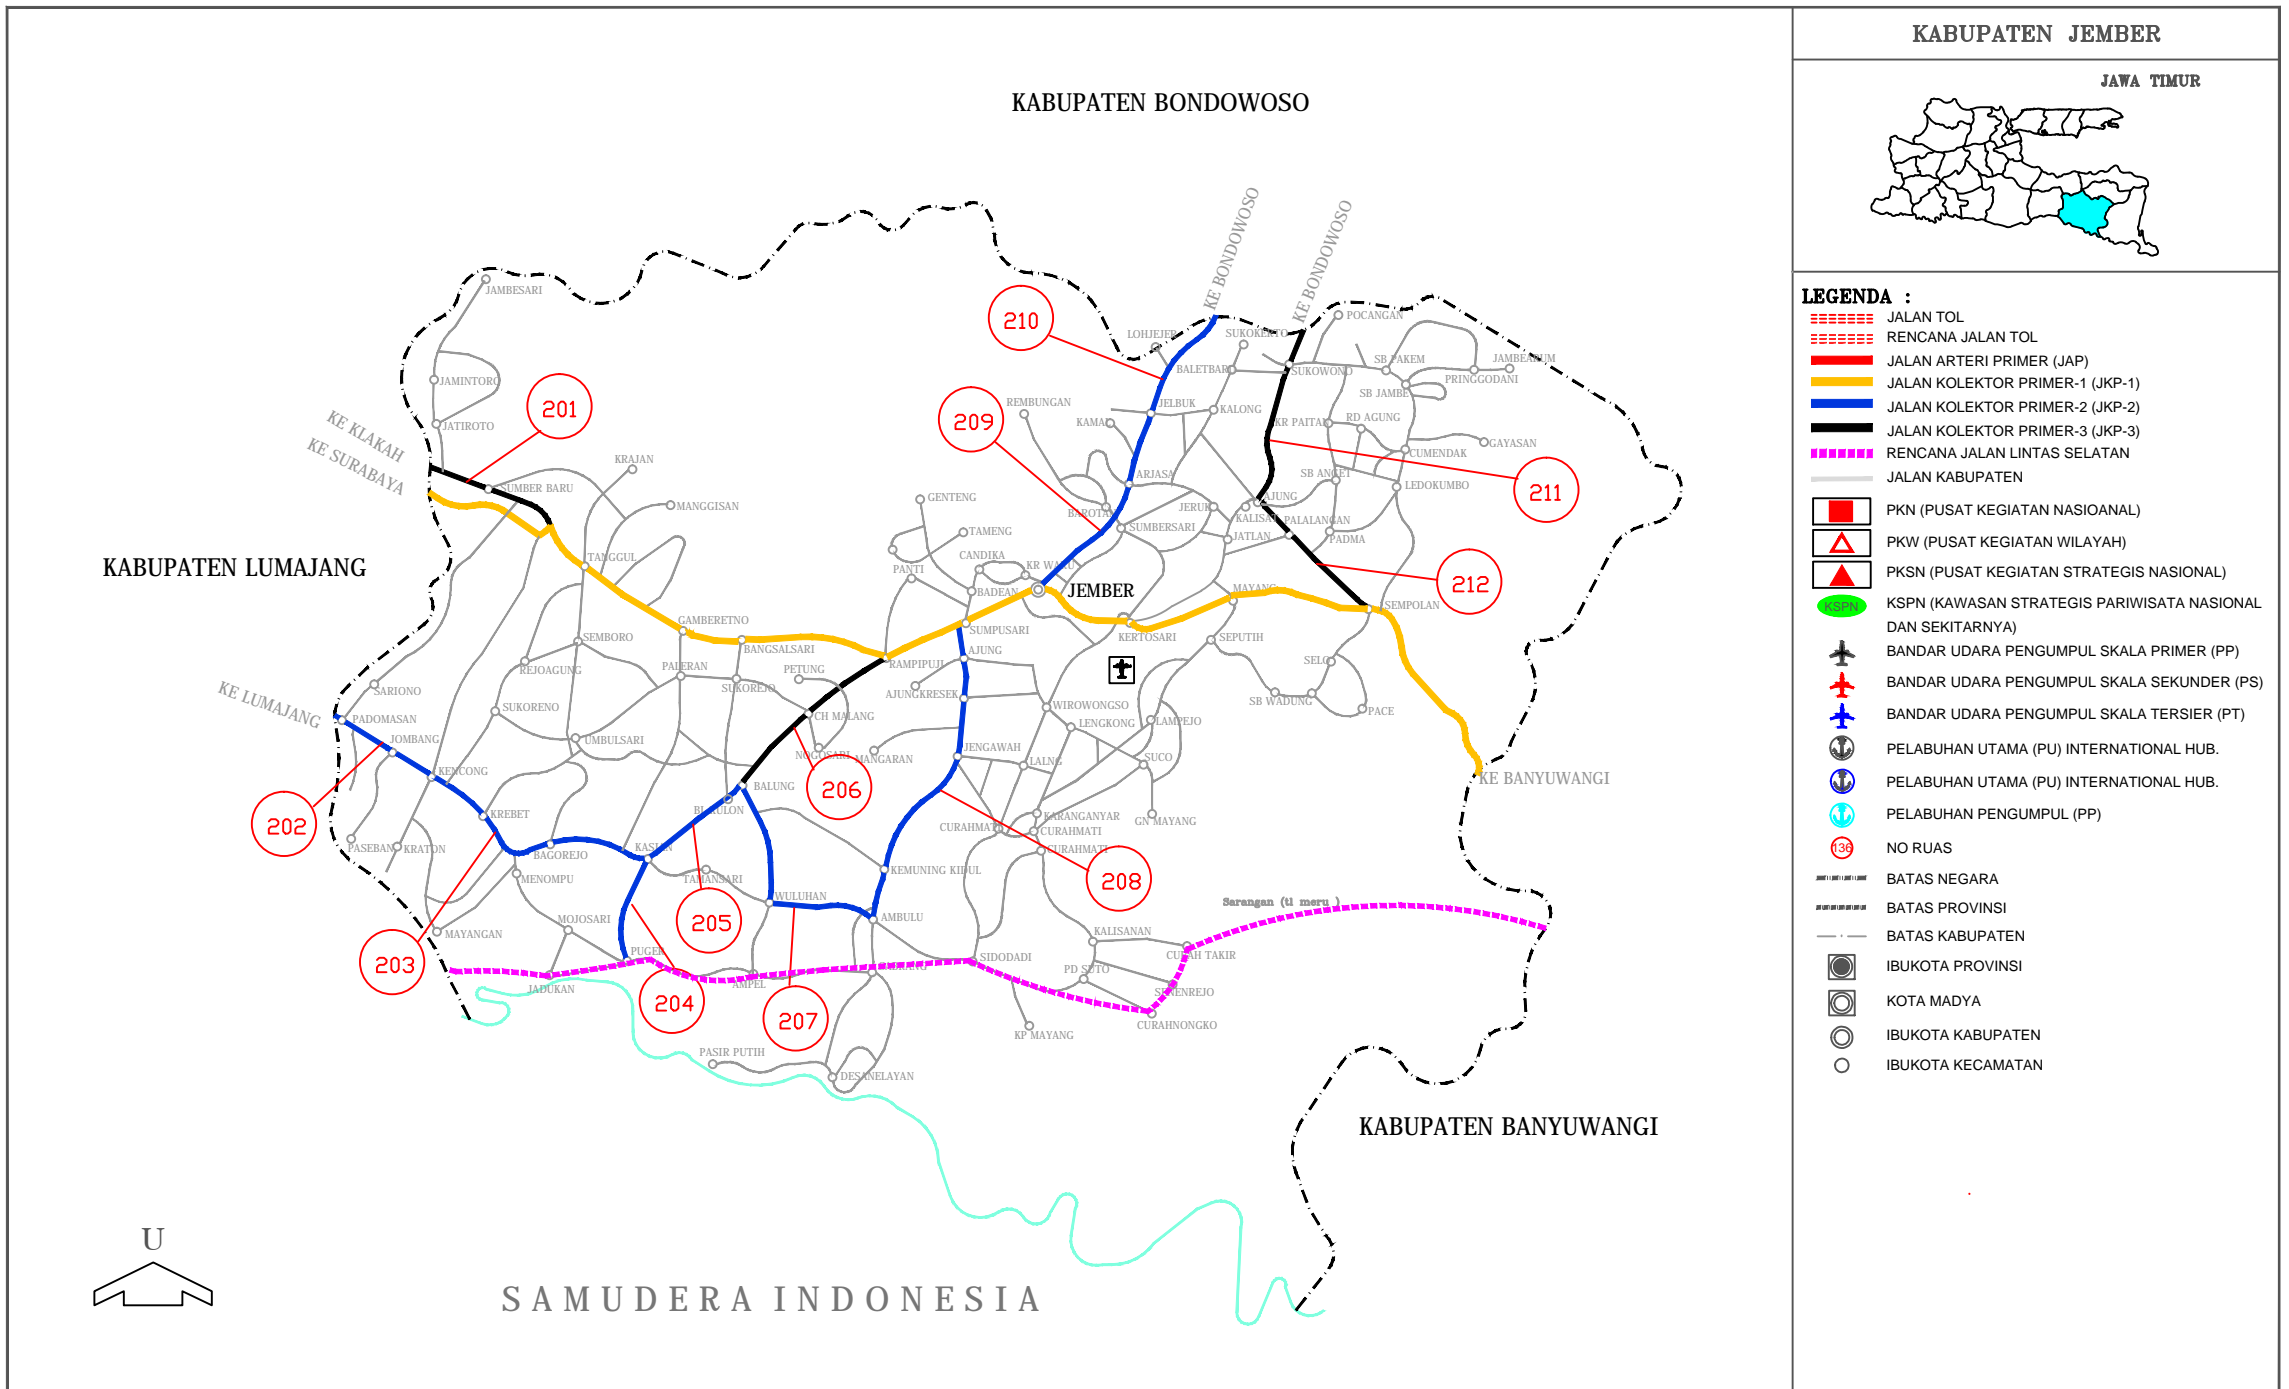 KABUPATEN JEMBER
JAWA TIMUR
LEGENDA :
JALAN TOL
RENCANA JALAN TOL
JALAN ARTERI PRIMER (JAP)
JALAN KOLEKTOR PRIMER-1 (JKP-1)
JALAN KOLEKTOR PRIMER-2 (JKP-2)
JALAN KOLEKTOR PRIMER-3 (JKP-3)
RENCANA JALAN LINTAS SELATAN
JALAN KABUPATEN
PKN (PUSAT KEGIATAN NASIOANAL)
PKW (PUSAT KEGIATAN WILAYAH)
PKSN (PUSAT KEGIATAN STRATEGIS NASIONAL)
KSPN
KSPN (KAWASAN STRATEGIS PARIWISATA NASIONAL
DAN SEKITARNYA)
BANDAR UDARA PENGUMPUL SKALA PRIMER (PP)
BANDAR UDARA PENGUMPUL SKALA SEKUNDER (PS)
BANDAR UDARA PENGUMPUL SKALA TERSIER (PT)
PELABUHAN UTAMA (PU) INTERNATIONAL HUB.
PELABUHAN UTAMA (PU) INTERNATIONAL HUB.
PELABUHAN PENGUMPUL (PP)
136
NO RUAS
BATAS NEGARA
BATAS PROVINSI
BATAS KABUPATEN
IBUKOTA PROVINSI
KOTA MADYA
IBUKOTA KABUPATEN
IBUKOTA KECAMATAN
KABUPATEN BONDOWOSO
KE BONDOWOSO
KE BONDOWOSO
JAMBESARI
210
POCANGAN
LOHJEJER
SUKOKERTO
SB PAKEM
JAMBEARUM
BALETBARU
SUKOWONO
PRINGGODANI
JAMINTORO
SB JAMBE
201
REMBUNGAN
JELBUK
KALONG
RD AGUNG
209
KAMAL
KR PAITAN
JATIROTO
KE KLAKAH
KE SURABAYA
GAYASAN
CUMENDAK
KRAJAN
SB ANGET
ARJASA
LEDOKUMBO
211
SUMBER BARU
MANGGISAN
GENTENG
AJUNG
JERUK
BAROTAN
KALISAT
PALALANGAN
SUMBERSARI
TAMENG
JATLAN
PADMA
TANGGUL
CANDIKA
KABUPATEN LUMAJANG
PANTI
KR WARU
212
BADEAN
JEMBER
MAYANG
SEMPOLAN
GAMBERETNO
SUMPUSARI
KERTOSARI
SEMBORO
SEPUTIH
BANGSALSARI
AJUNG
SELO
REJOAGUNG
PALERAN
PETUNG
RAMPIPUJI
SUKOREJO
AJUNGKRESEK
SARIONO
KE LUMAJANG
SB WADUNG
PACE
WIROWONGSO
SUKORENO
CH MALANG
PADOMASAN
LENGKONG
LAMPEJO
JOMBANG
UMBULSARI
NOGOSARI
MANGARAN
JENGAWAH
SUCO
KENCONG
LALNG
KE BANYUWANGI
BALUNG
206
202
KREBET
BL KULON
KARANGANYAR
GN MAYANG
CURAHMATI
CURAHMATI
PASEBAN
KRATON
BAGOREJO
KASIAN
CURAHMATI
MENOMPU
TAMANSARI
KEMUNING KIDUL
208
WULUHAN
Sarangan (tl meru )
205
MOJOSARI
AMBULU
MAYANGAN
KALISANAN
203
PUGER
SIDODADI
CURAH TAKIR
PD SUTO
JADUKAN
AMPEL
SENENREJO
204
207
CURAHNONGKO
KP MAYANG
PASIR PUTIH
DESANELAYAN
KABUPATEN BANYUWANGI
U
SAMUDERA INDONESIA